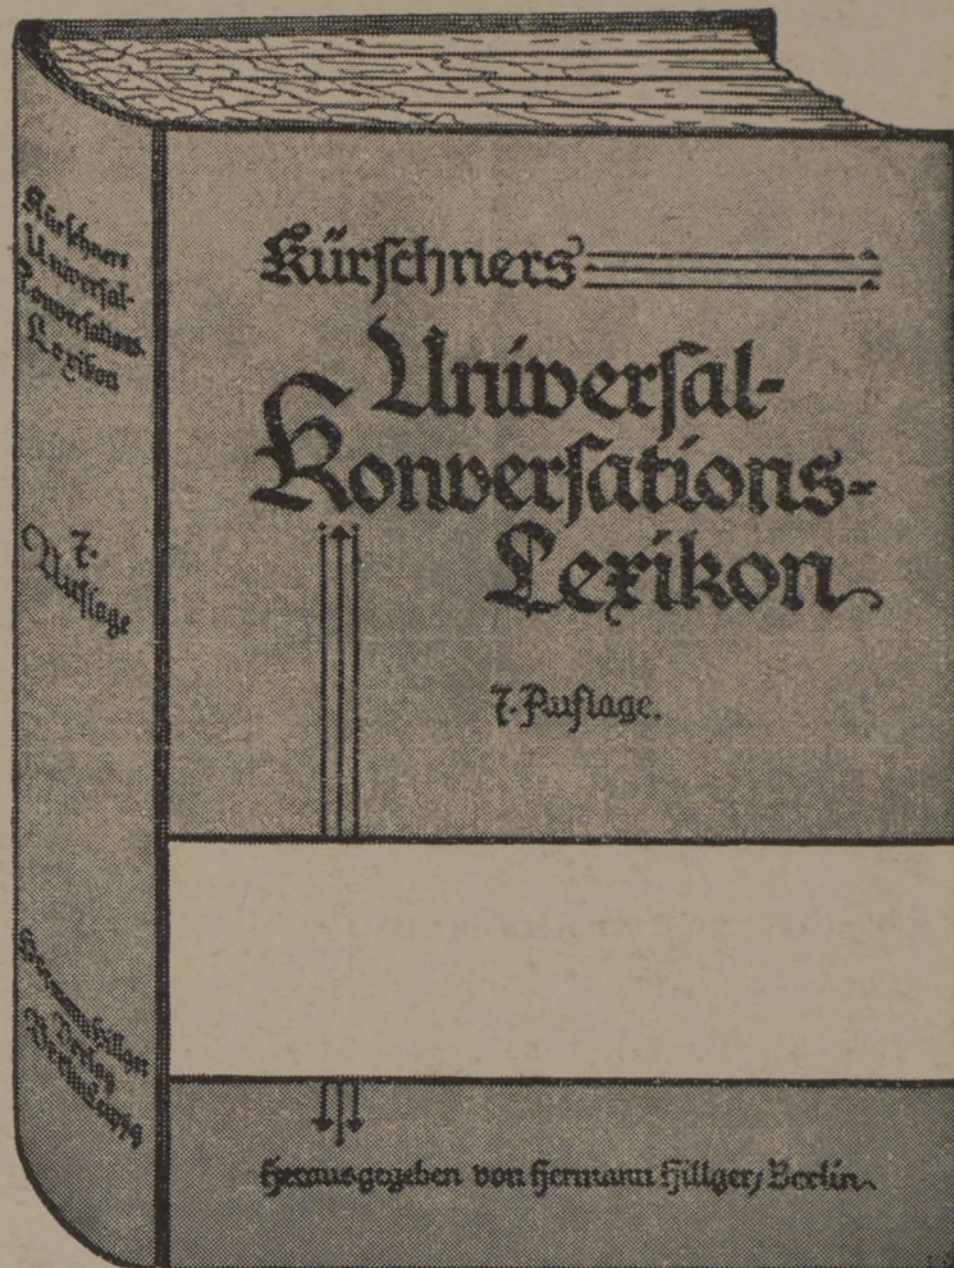 Kürschners
Universal-
Konversations-
Lexikon
7.
Auflage
Hermann Hillger
Verlag
Berlin Leipzig
Kürschners
Universal-
Konversations-
Lexikon
7. Auflage.
Herausgegeben von Hermann Hillger, Berlin